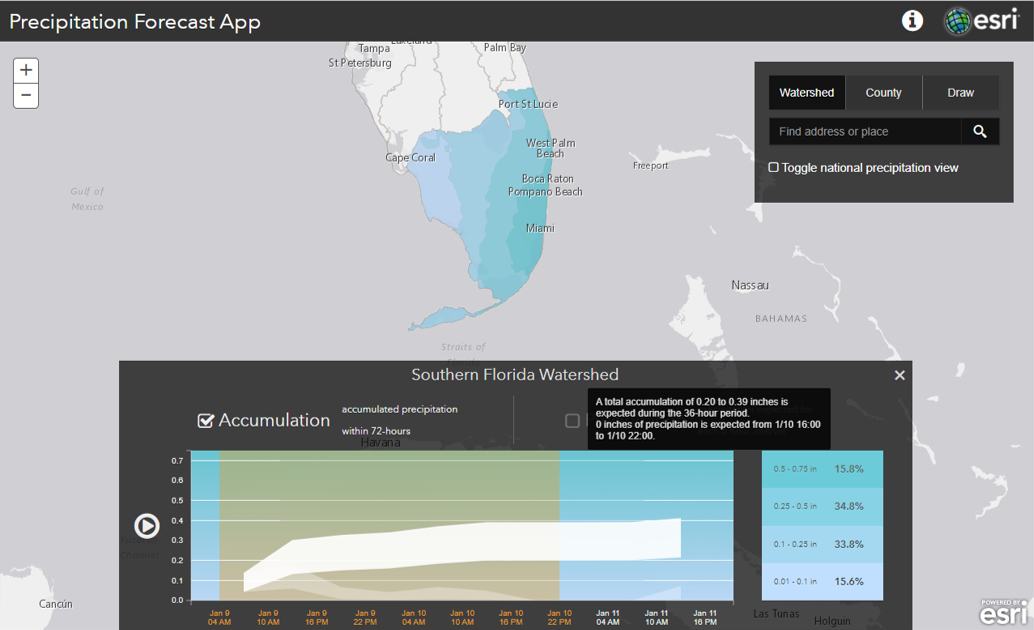 Precipitation Forecast App
i
esri
+
−
Tampa
Lakeland
Palm Bay
St Petersburg
Port St Lucie
Cape Coral
West Palm
Beach
Boca Raton
Pompano Beach
Miami
Freeport
Gulf of
Mexico
Watershed
County
Draw
Find address or place
Toggle national precipitation view
Nassau
BAHAMAS
Straits of
Southern Florida Watershed
Accumulation
accumulated precipitation
within 72-hours
Havana
A total accumulation of 0.20 to 0.39 inches is
expected during the 36-hour period.
0 inches of precipitation is expected from 1/10 16:00
to 1/10 22:00.
0.7
0.6
0.5
0.4
0.3
0.2
0.1
0.0
Jan 9
04 AM
Jan 9
10 AM
Jan 9
16 PM
Jan 9
22 PM
Jan 10
04 AM
Jan 10
10 AM
Jan 10
16 PM
Jan 10
22 PM
Jan 11
04 AM
Jan 11
10 AM
Jan 11
16 PM
0.5 - 0.75 in 15.8%
0.25 - 0.5 in 34.8%
0.1 - 0.25 in 33.8%
0.01 - 0.1 in 15.6%
Channel
Cancún
Las Tunas
Holguin
POWERED BY
esri